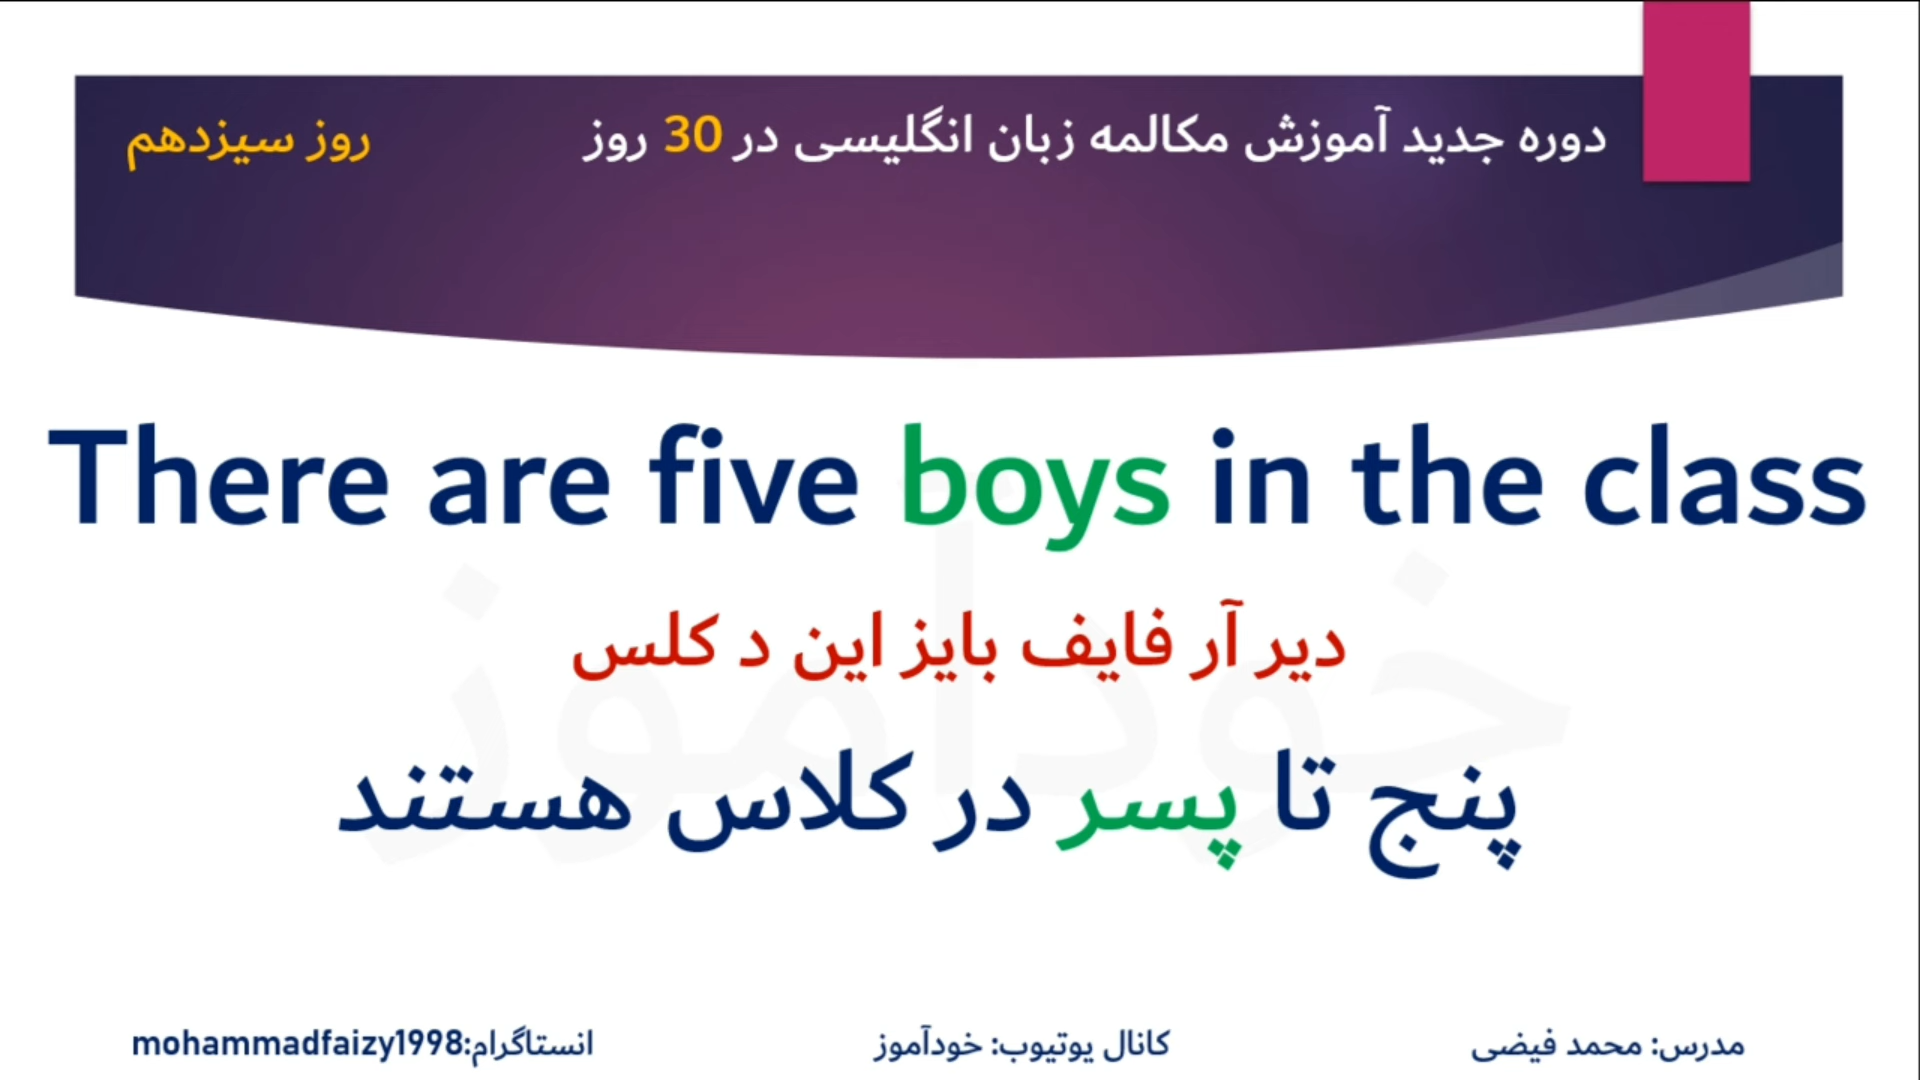 دوره جدید آموزش مکالمه زبان انگلیسی در 30 روز
روز سیزدهم
There are five boys in the class
دیر آر فایف بایز این د کلس
پنج تا پسر در کلاس هستند
خودآموز
مدرس: محمد فیضی
کانال یوتیوب: خودآموز
انستاگرام:mohammadfaizy1998